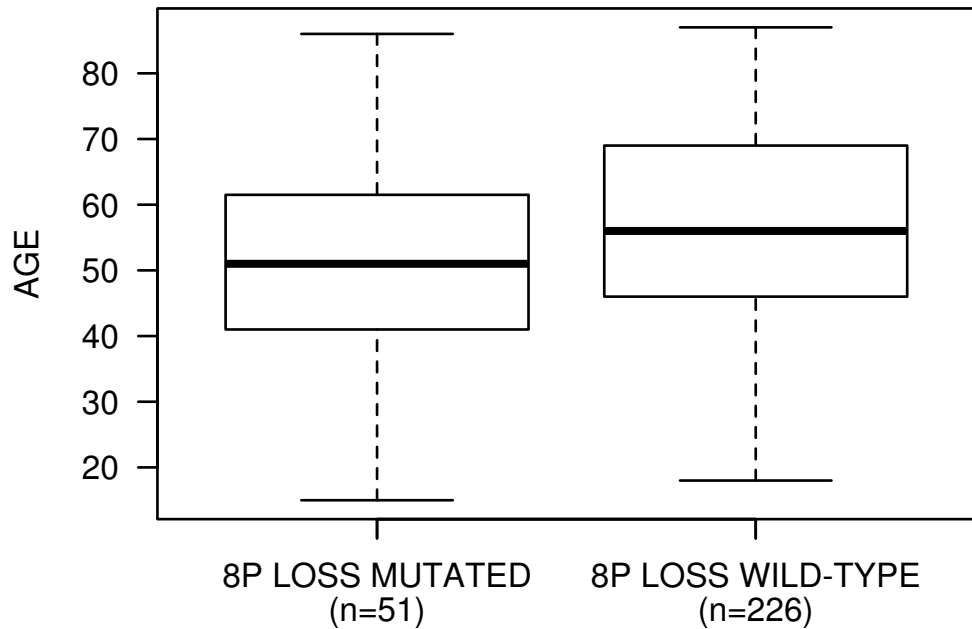 AGE
80
70
60
50
40
30
20
8P LOSS MUTATED
(n=51)
8P LOSS WILD-TYPE
(n=226)